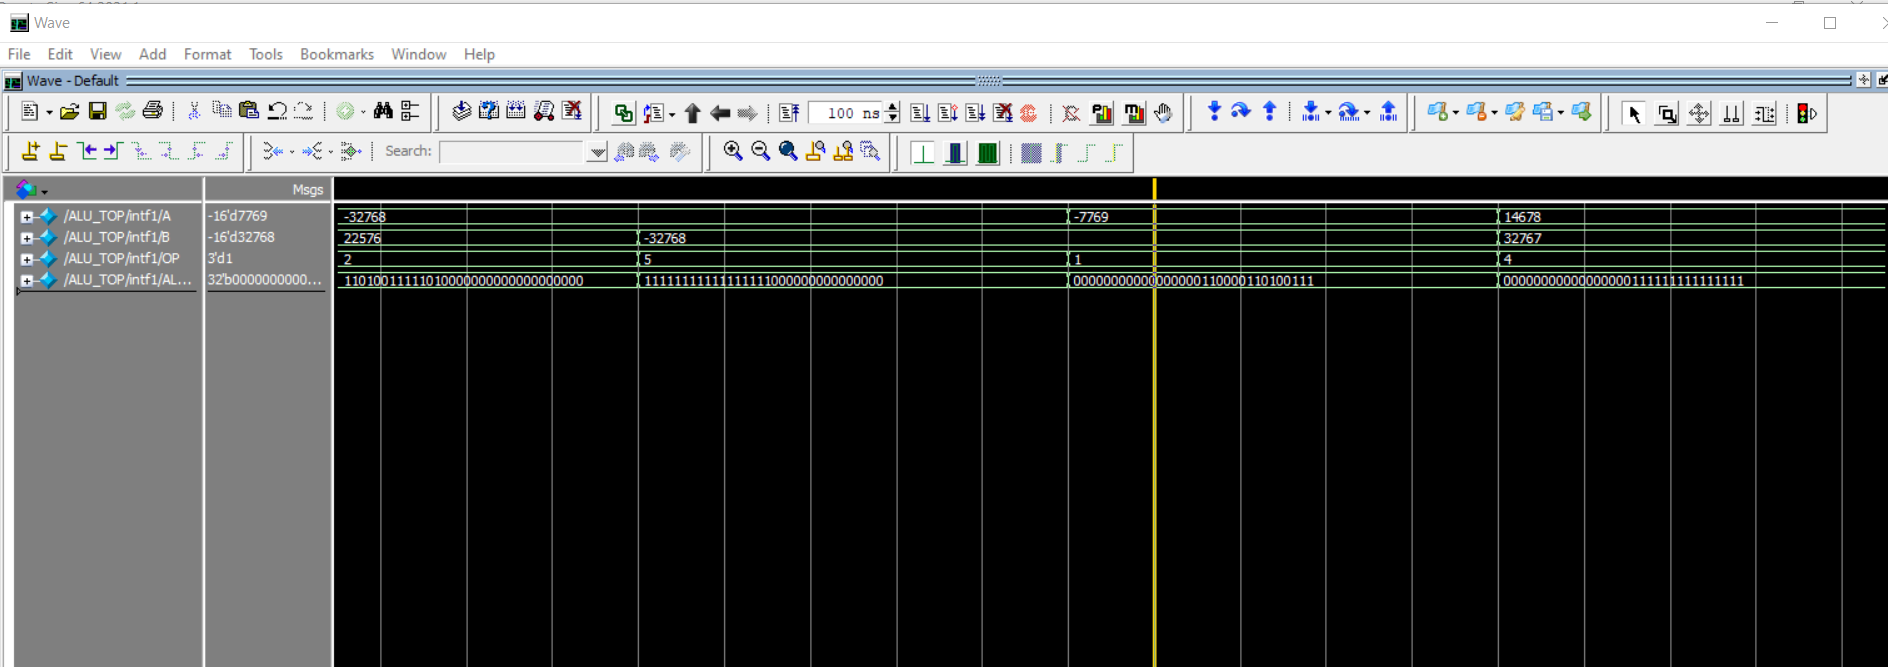 Wave
File Edit View Add Format Tools Bookmarks Window Help
Wave - Default
100 ns
Search:
Msgs
/ALU_TOP/intf1/A -16'd7769 -32768 -7769 14678
/ALU_TOP/intf1/B -16'd32768 22576 -32768 32767
/ALU_TOP/intf1/OP 3'd1 2 5 1 4
/ALU_TOP/intf1/AL... 32'b0000000000... 11010011111010000000000000000000 11111111111111111000000000000000 00000000000000000110000110100111 00000000000000000111111111111111